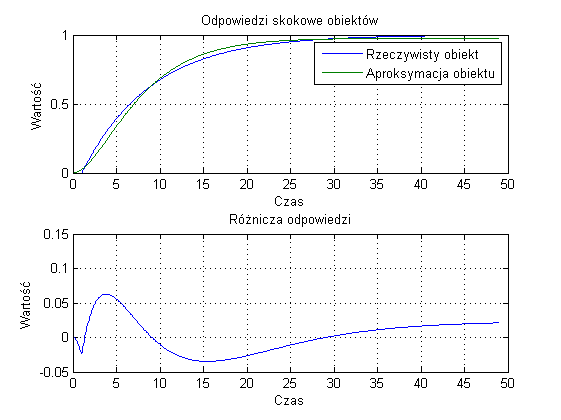 Odpowiedzi skokowe obiektów
1
0.5
0
Wartość
Rzeczywisty obiekt
Aproksymacja obiektu
0 5 10 15 20 25 30 35 40 45 50
Czas
Różnicza odpowiedzi
0.15
0.1
0.05
0
-0.05
Wartość
0 5 10 15 20 25 30 35 40 45 50
Czas